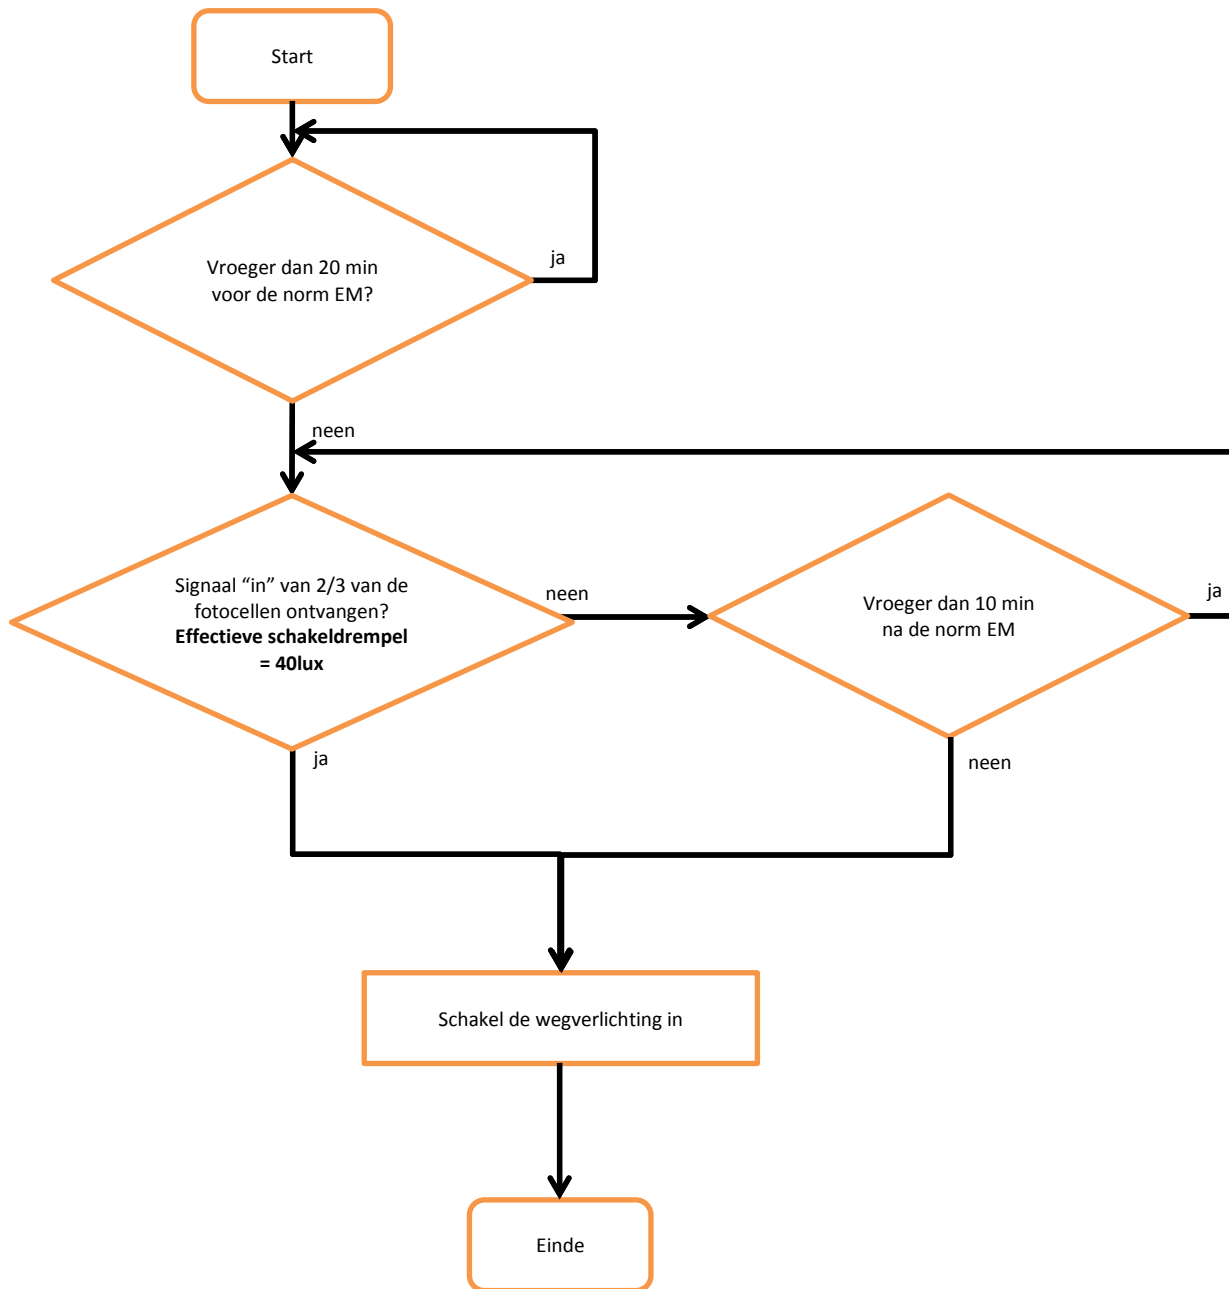 Start
ja
Vroeger dan 20 min
voor de norm EM?
neen
Signaal “in” van 2/3 van de
fotocellen ontvangen?
Effectieve schakeldrempel
= 40lux
neen
Vroeger dan 10 min
na de norm EM
ja
ja
neen
Schakel de wegverlichting in
Einde